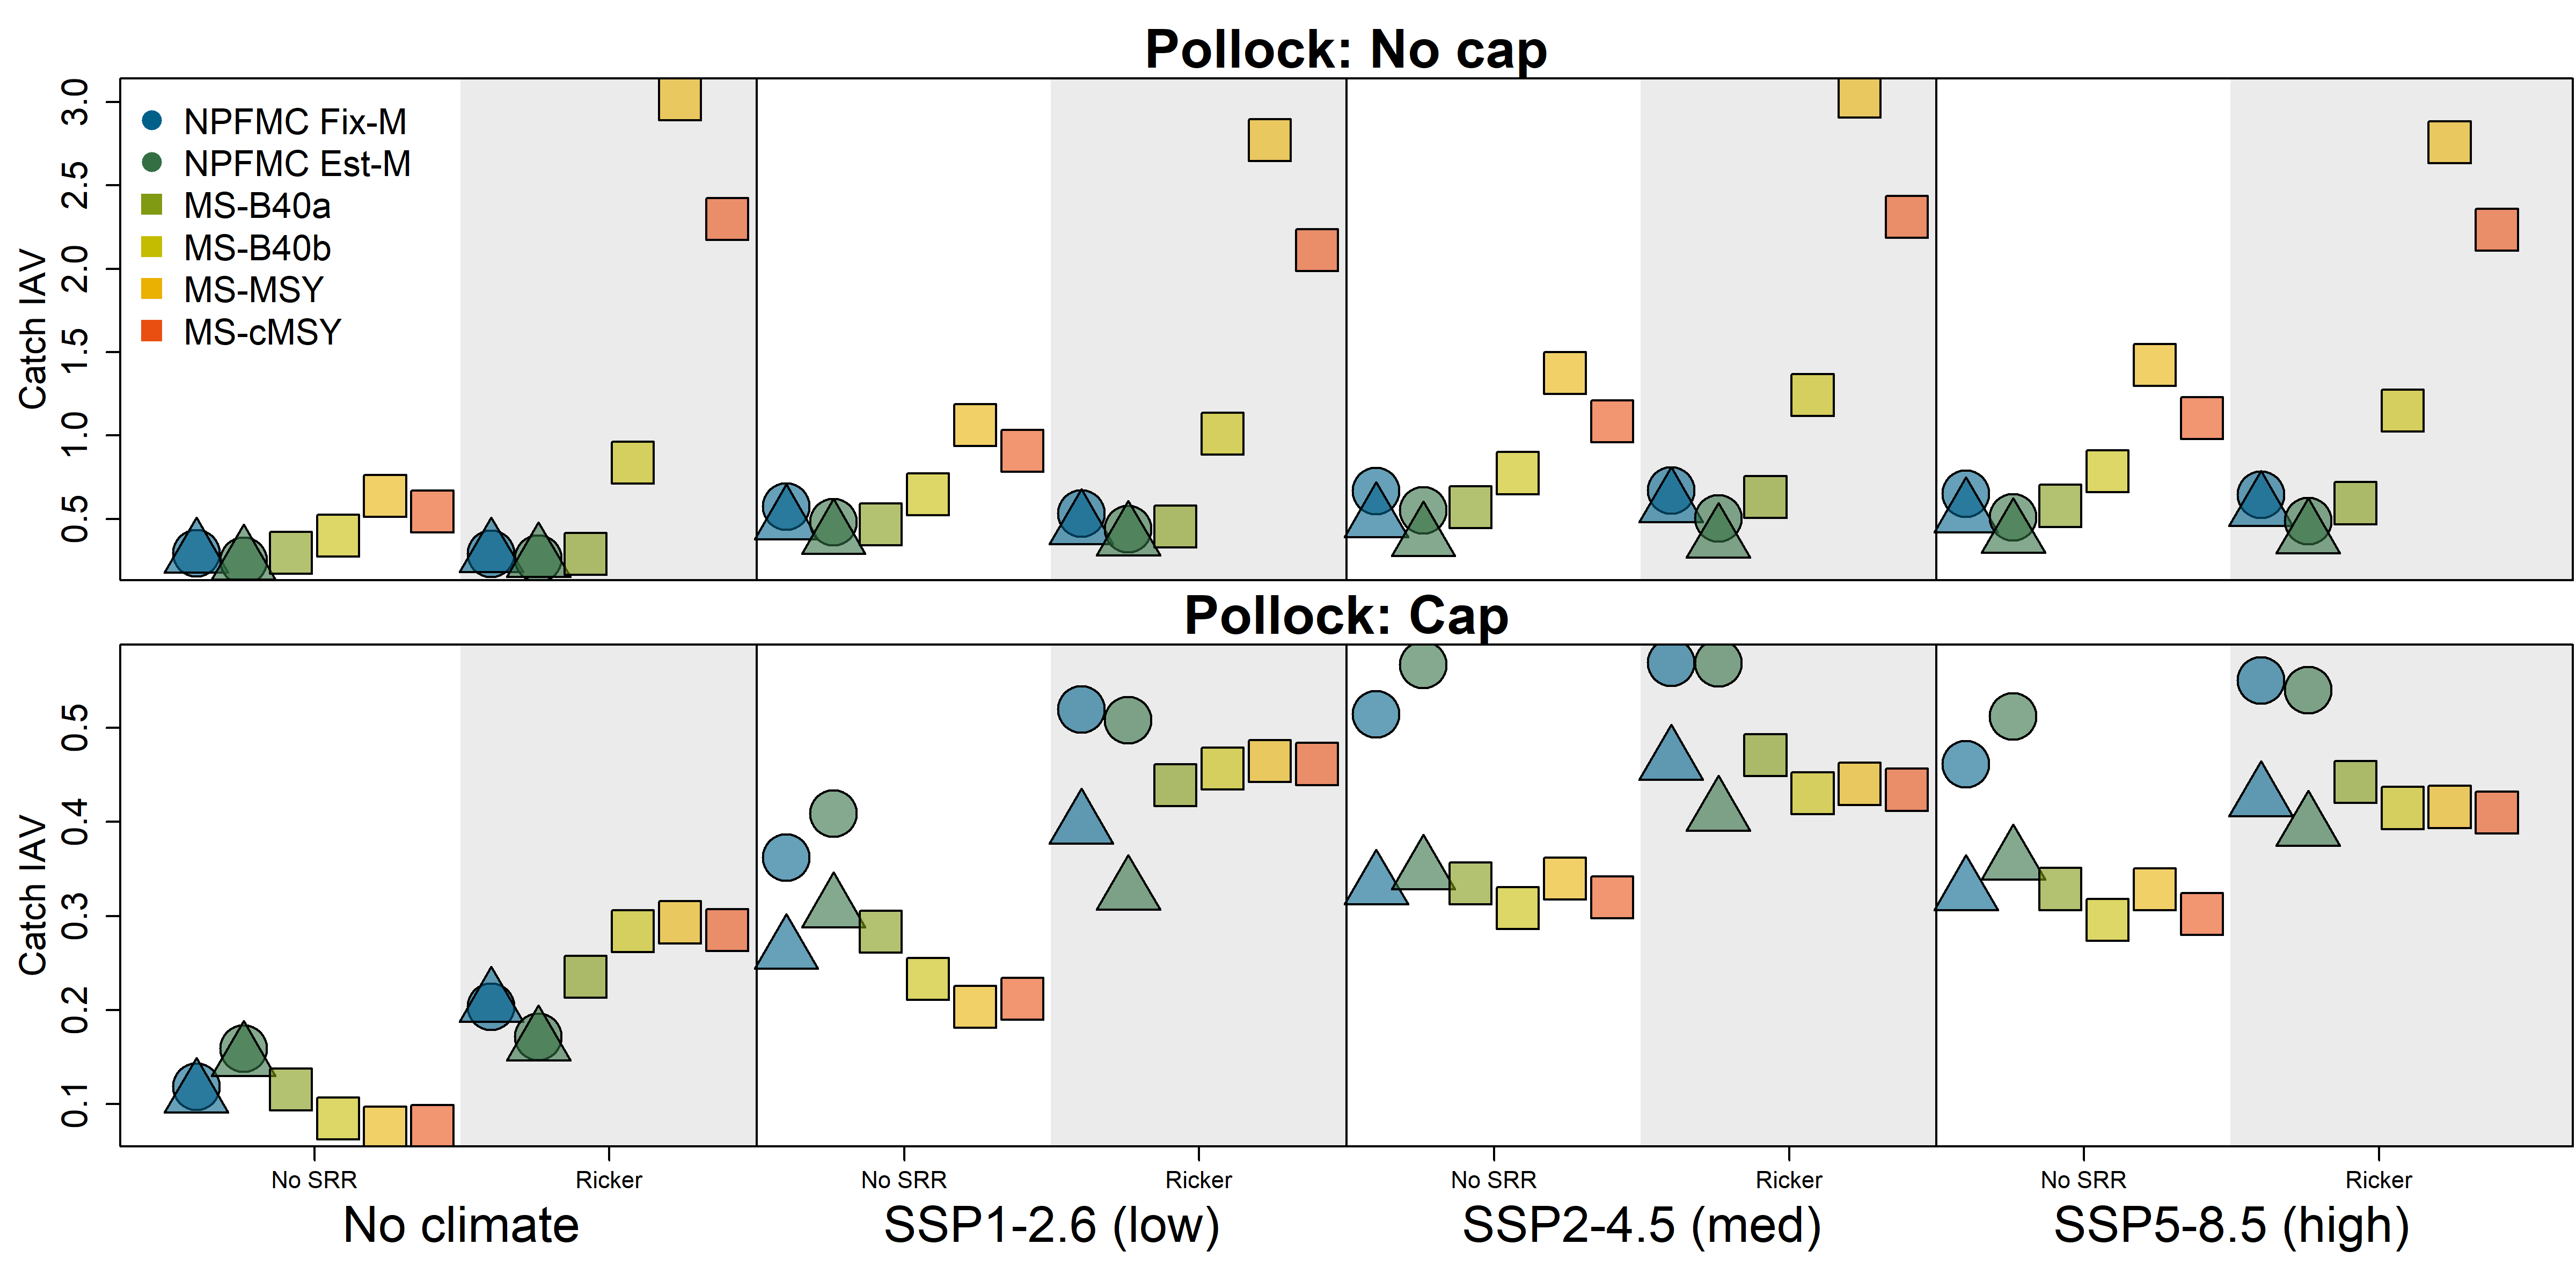 Pollock: No cap
Catch IAV
3.0
2.5
2.0
1.5
1.0
0.5
NPFMC Fix-M
NPFMC Est-M
MS-B40a
MS-B40b
MS-MSY
MS-cMSY
Pollock: Cap
Catch IAV
0.5
0.4
0.3
0.2
0.1
No SRR Ricker No SRR Ricker No SRR Ricker No SRR Ricker
No climate SSP1-2.6 (low) SSP2-4.5 (med) SSP5-8.5 (high)